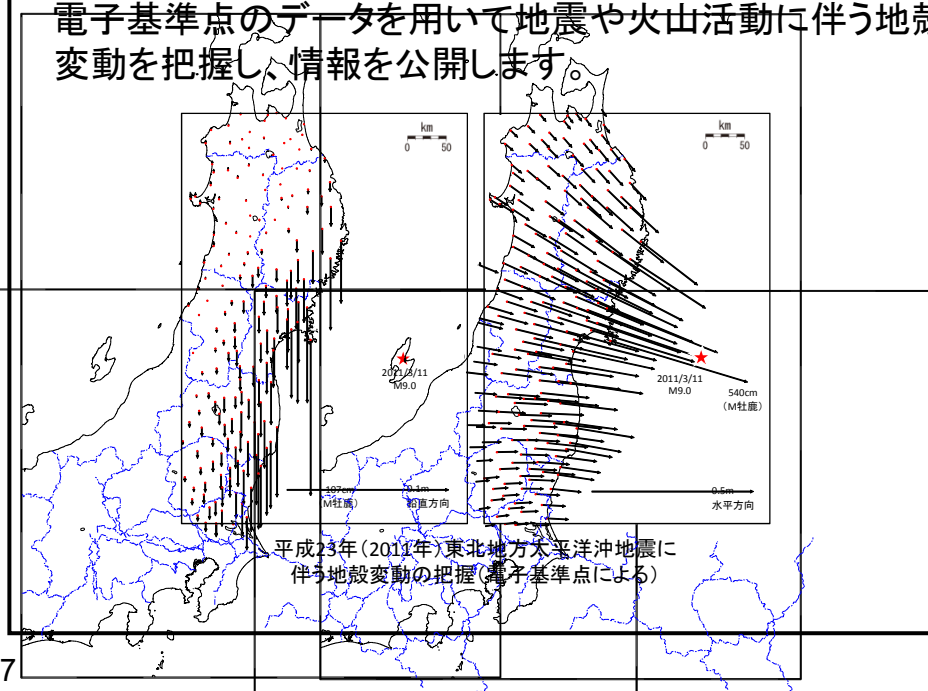 電子基準点のデータを用いて地震や火山活動に伴う地殻
変動を把握し、情報を公開します。
km
0 50
km
0 50
2011/3/11
M9.0
2011/3/11
M9.0
540cm
（M牡鹿）
107cm
（M牡鹿）
0.1m
鉛直方向
0.5m
水平方向
平成23年（2011年）東北地方太平洋沖地震に
伴う地殻変動の把握（電子基準点による）
7